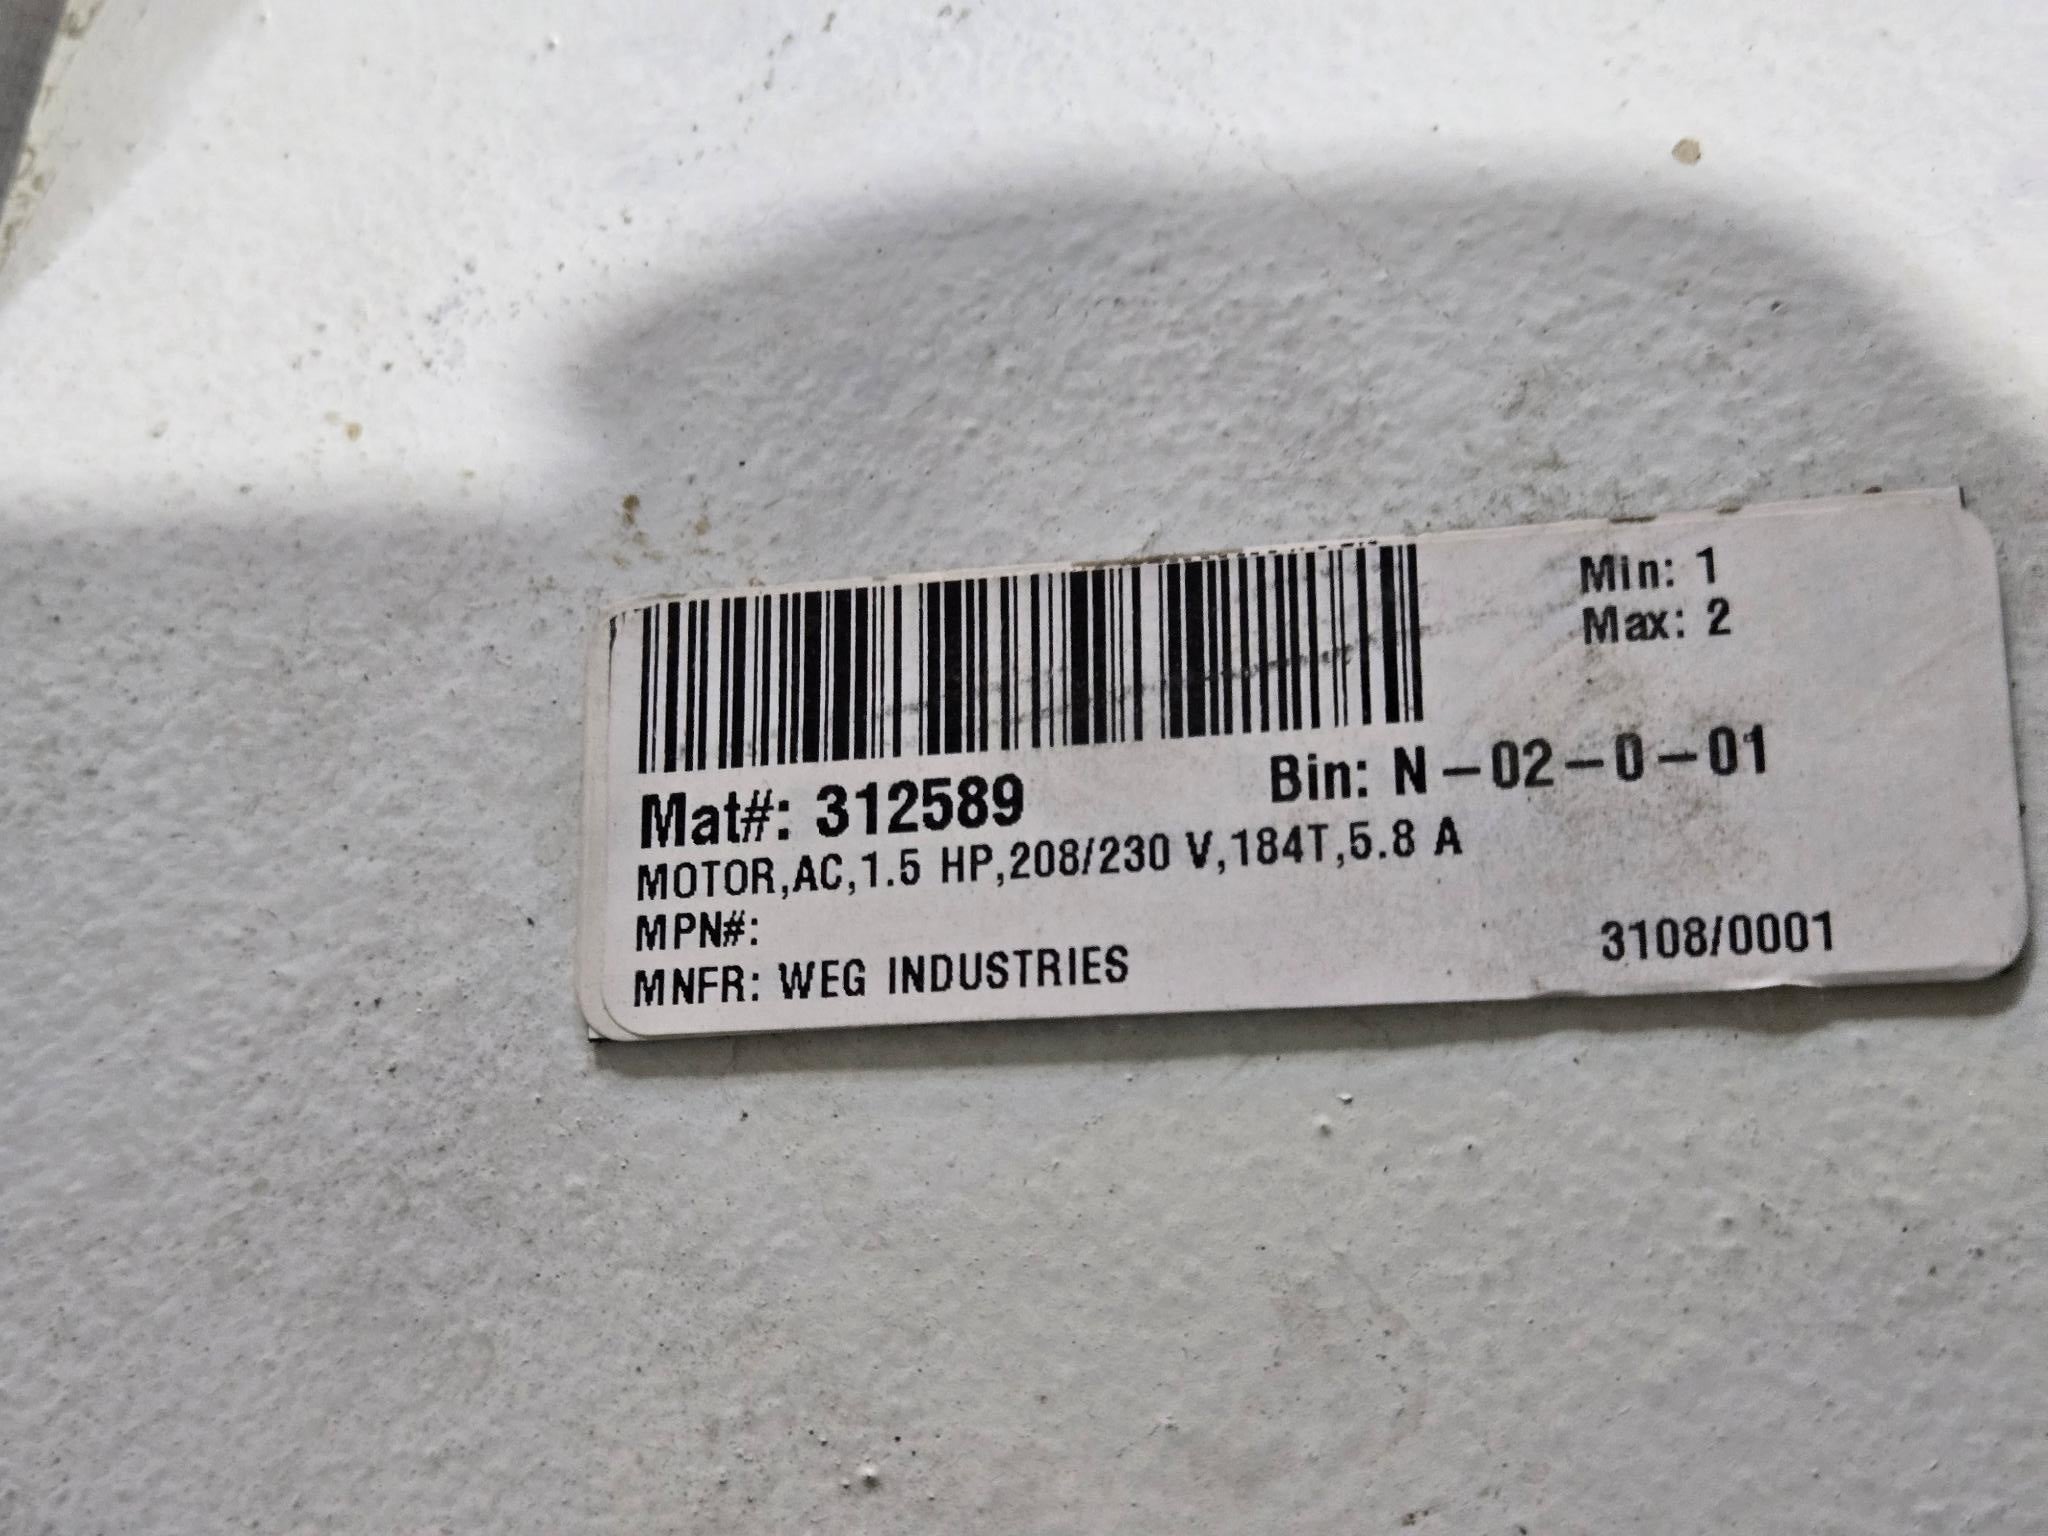 Min: 1
Max: 2
Mat#: 312589
Bin: N-02-0-01
MOTOR,AC,1.5 HP,208/230 V,184T,5.8 A
MPN#:
MNFR: WEG INDUSTRIES
3108/0001